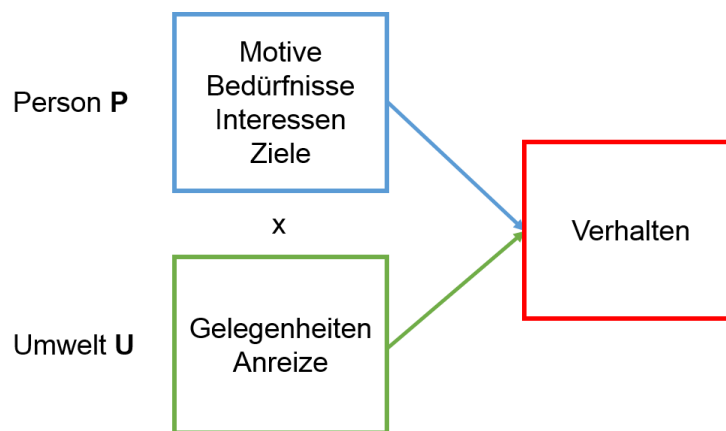 Person P
Motive
Bedürfnisse
Interessen
Ziele
x
Umwelt U
Gelegenheiten
Anreize
Verhalten